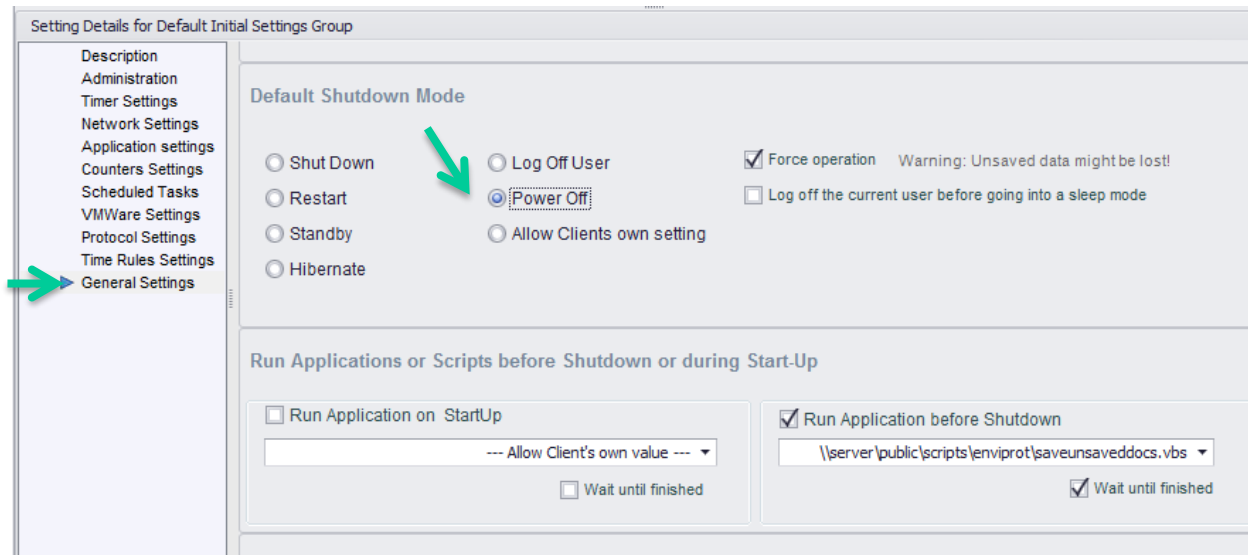 Setting Details for Default Initial Settings Group
Description
Administration
Timer Settings
Network Settings
Application settings
Counters Settings
Scheduled Tasks
VMWare Settings
Protocol Settings
Time Rules Settings
General Settings
Default Shutdown Mode
Shut Down
Log Off User
Force operation Warning: Unsaved data might be lost!
Restart
Power Off
Log off the current user before going into a sleep mode
Standby
Allow Clients own setting
Hibernate
Run Applications or Scripts before Shutdown or during Start-Up
Run Application on StartUp
--- Allow Client's own value ---
Wait until finished
Run Application before Shutdown
\\server\public\scripts\enviprot\saveunsaveddocs.vbs
Wait until finished